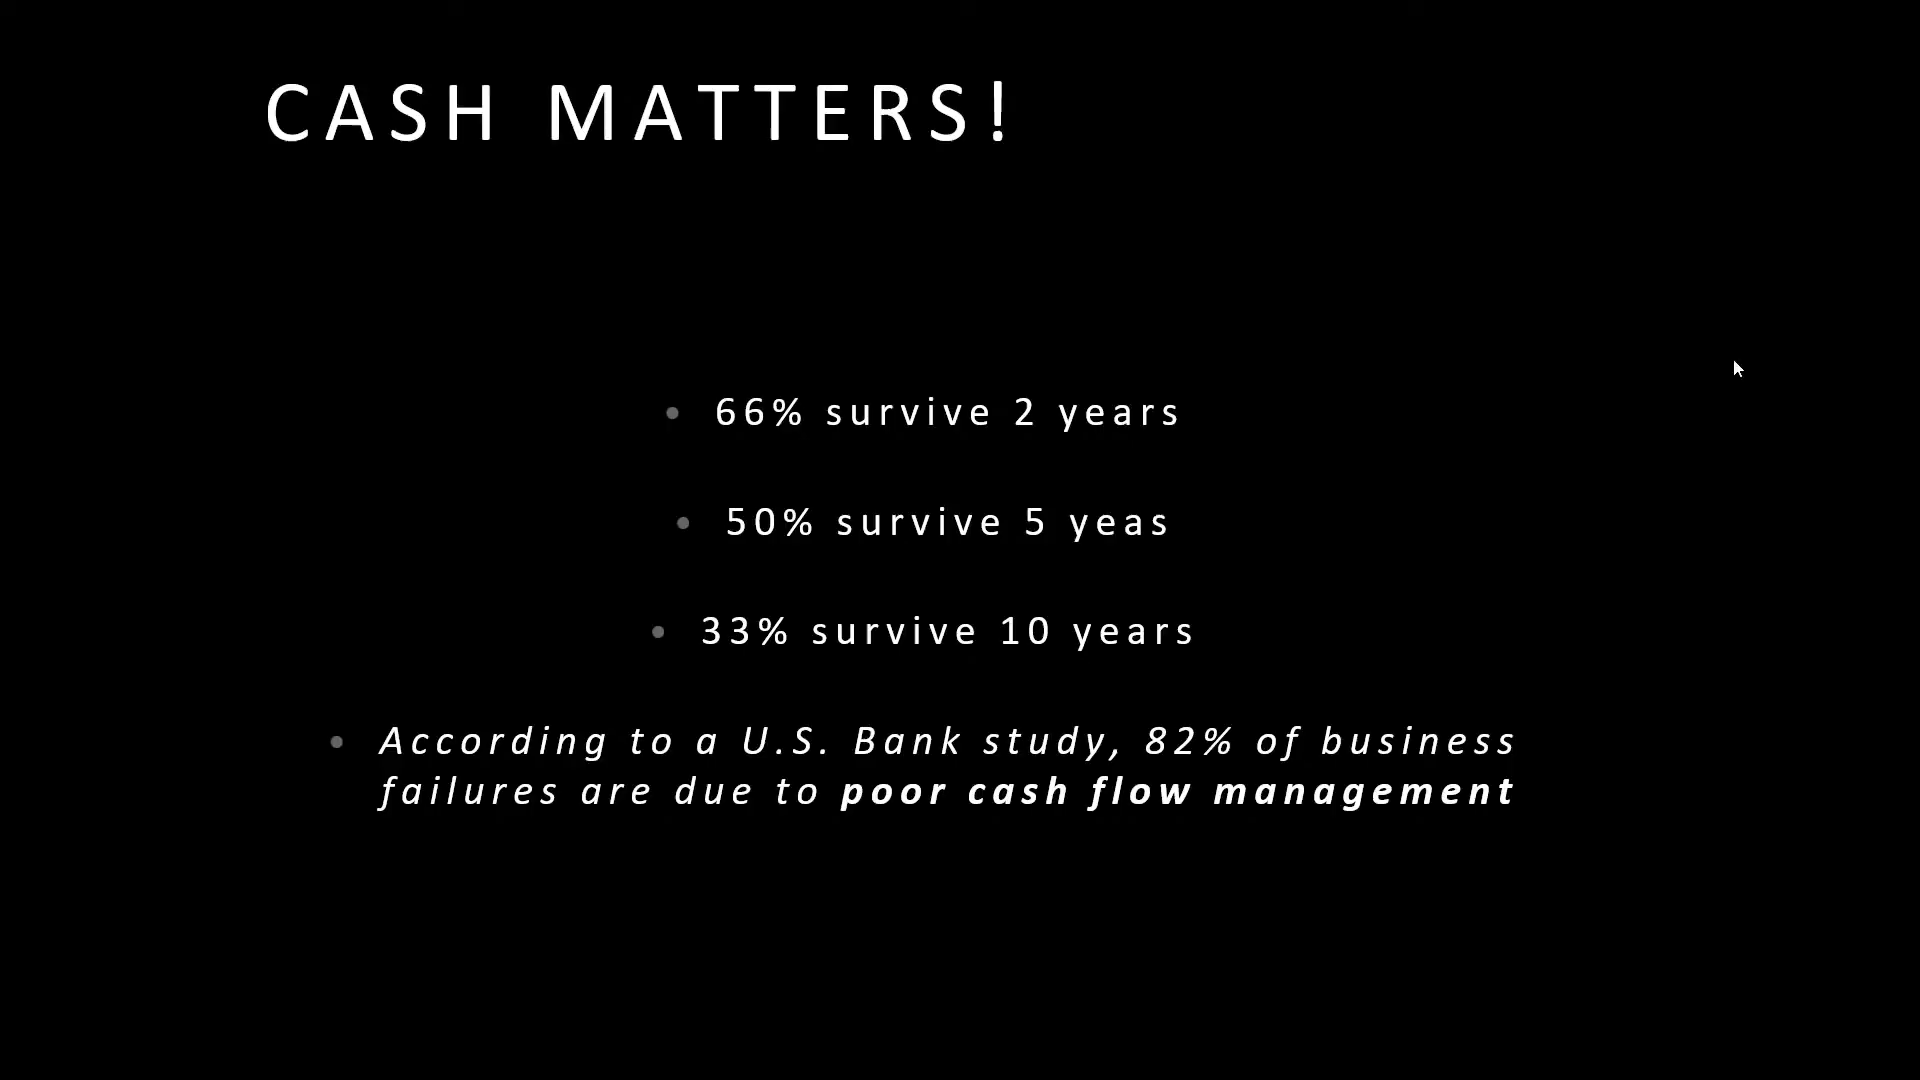 CASH MATTERS!
• 66% survive 2 years
• 50% survive 5 yeas
• 33% survive 10 years
• According to a U.S. Bank study, 82% of business
failures are due to poor cash flow management